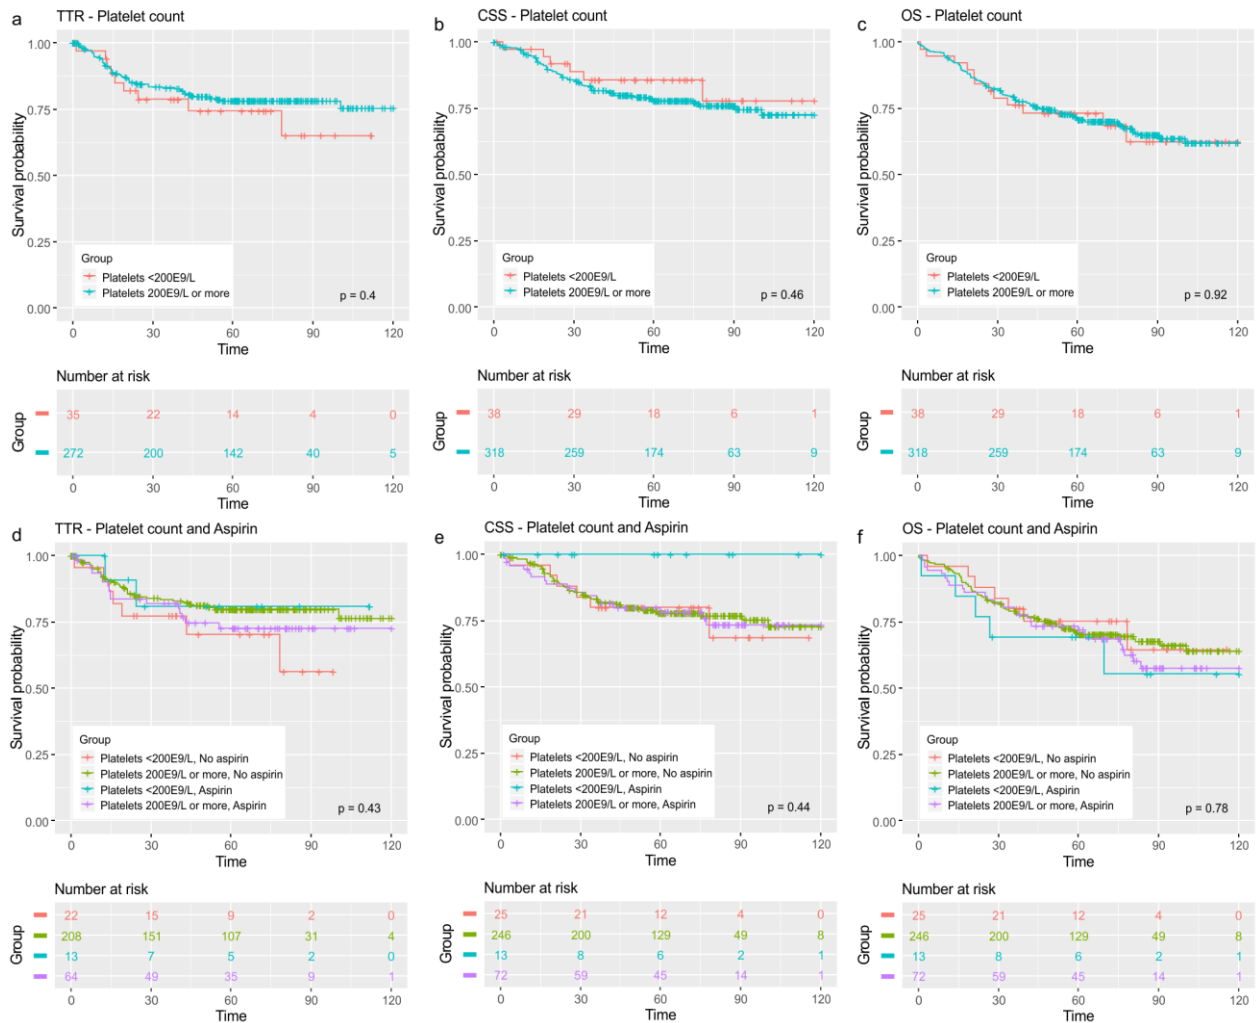 a
TTR - Platelet count
1.00
0.75
0.50
0.25
0.00
Survival probability
Group
Platelets <200E9/L
Platelets 200E9/L or more
p = 0.4
0 30 60 90 120
Time
Number at risk
Group
35 22 14 4 0
272 200 142 40 5
0 30 60 90 120
Time
b
CSS - Platelet count
1.00
0.75
0.50
0.25
0.00
Survival probability
Group
Platelets <200E9/L
Platelets 200E9/L or more
p = 0.46
0 30 60 90 120
Time
Number at risk
Group
38 29 18 6 1
318 259 174 63 9
0 30 60 90 120
Time
c
OS - Platelet count
1.00
0.75
0.50
0.25
0.00
Survival probability
Group
Platelets <200E9/L
Platelets 200E9/L or more
p = 0.92
0 30 60 90 120
Time
Number at risk
Group
38 29 18 6 1
318 259 174 63 9
0 30 60 90 120
Time
d
TTR - Platelet count and Aspirin
1.00
0.75
0.50
0.25
0.00
Survival probability
Group
Platelets <200E9/L, No aspirin
Platelets 200E9/L or more, No aspirin
Platelets <200E9/L, Aspirin
Platelets 200E9/L or more, Aspirin
p = 0.43
0 30 60 90 120
Time
Number at risk
Group
22 15 9 2 0
208 151 107 31 4
13 7 5 2 0
64 49 35 9 1
0 30 60 90 120
Time
e
CSS - Platelet count and Aspirin
1.00
0.75
0.50
0.25
0.00
Survival probability
Group
Platelets <200E9/L, No aspirin
Platelets 200E9/L or more, No aspirin
Platelets <200E9/L, Aspirin
Platelets 200E9/L or more, Aspirin
p = 0.44
0 30 60 90 120
Time
Number at risk
Group
25 21 12 4 0
246 200 129 49 8
13 8 6 2 1
72 59 45 14 1
0 30 60 90 120
Time
f
OS - Platelet count and Aspirin
1.00
0.75
0.50
0.25
0.00
Survival probability
Group
Platelets <200E9/L, No aspirin
Platelets 200E9/L or more, No aspirin
Platelets <200E9/L, Aspirin
Platelets 200E9/L or more, Aspirin
p = 0.78
0 30 60 90 120
Time
Number at risk
Group
25 21 12 4 0
246 200 129 49 8
13 8 6 2 1
72 59 45 14 1
0 30 60 90 120
Time